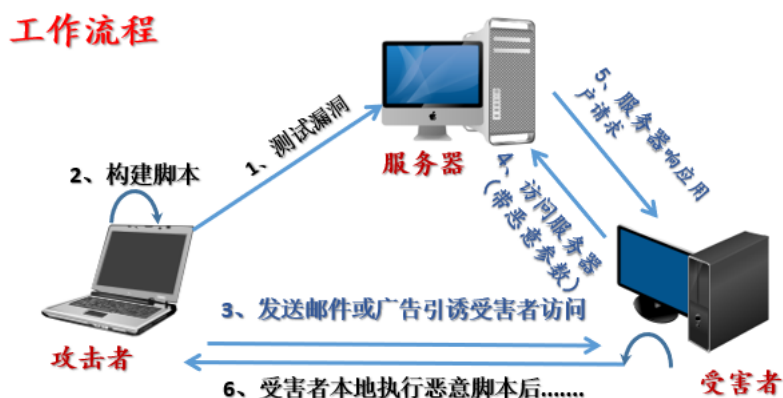 工作流程
5、服务器响应用
户请求
1、测试漏洞
服务器
2、构建脚本
4、访问服务器
（带恶意参数）
3、发送邮件或广告引诱受害者访问
攻击者
受害者
6、受害者本地执行恶意脚本后.......